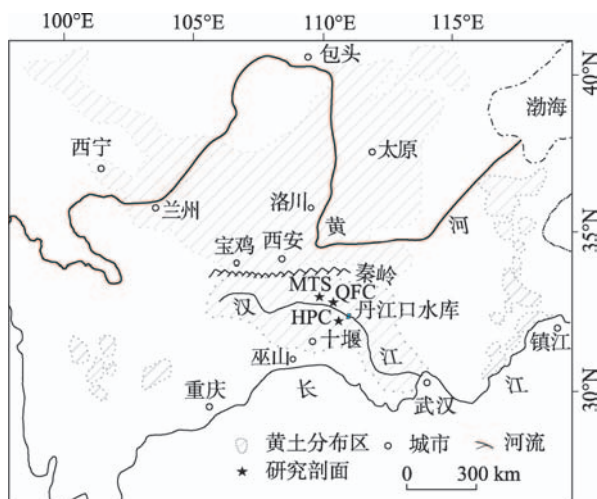 100°E 105°E 110°E 115°E
包头
40°N
渤海
西宁
太原
兰州
洛川
黄
河
35°N
宝鸡 西安
秦岭
MTS QFC
汉
丹江口水库
HPC
十堰
江
镇江
巫山
江
30°N
重庆
长
武汉
黄土分布区 城市 河流
研究剖面 0 300 km